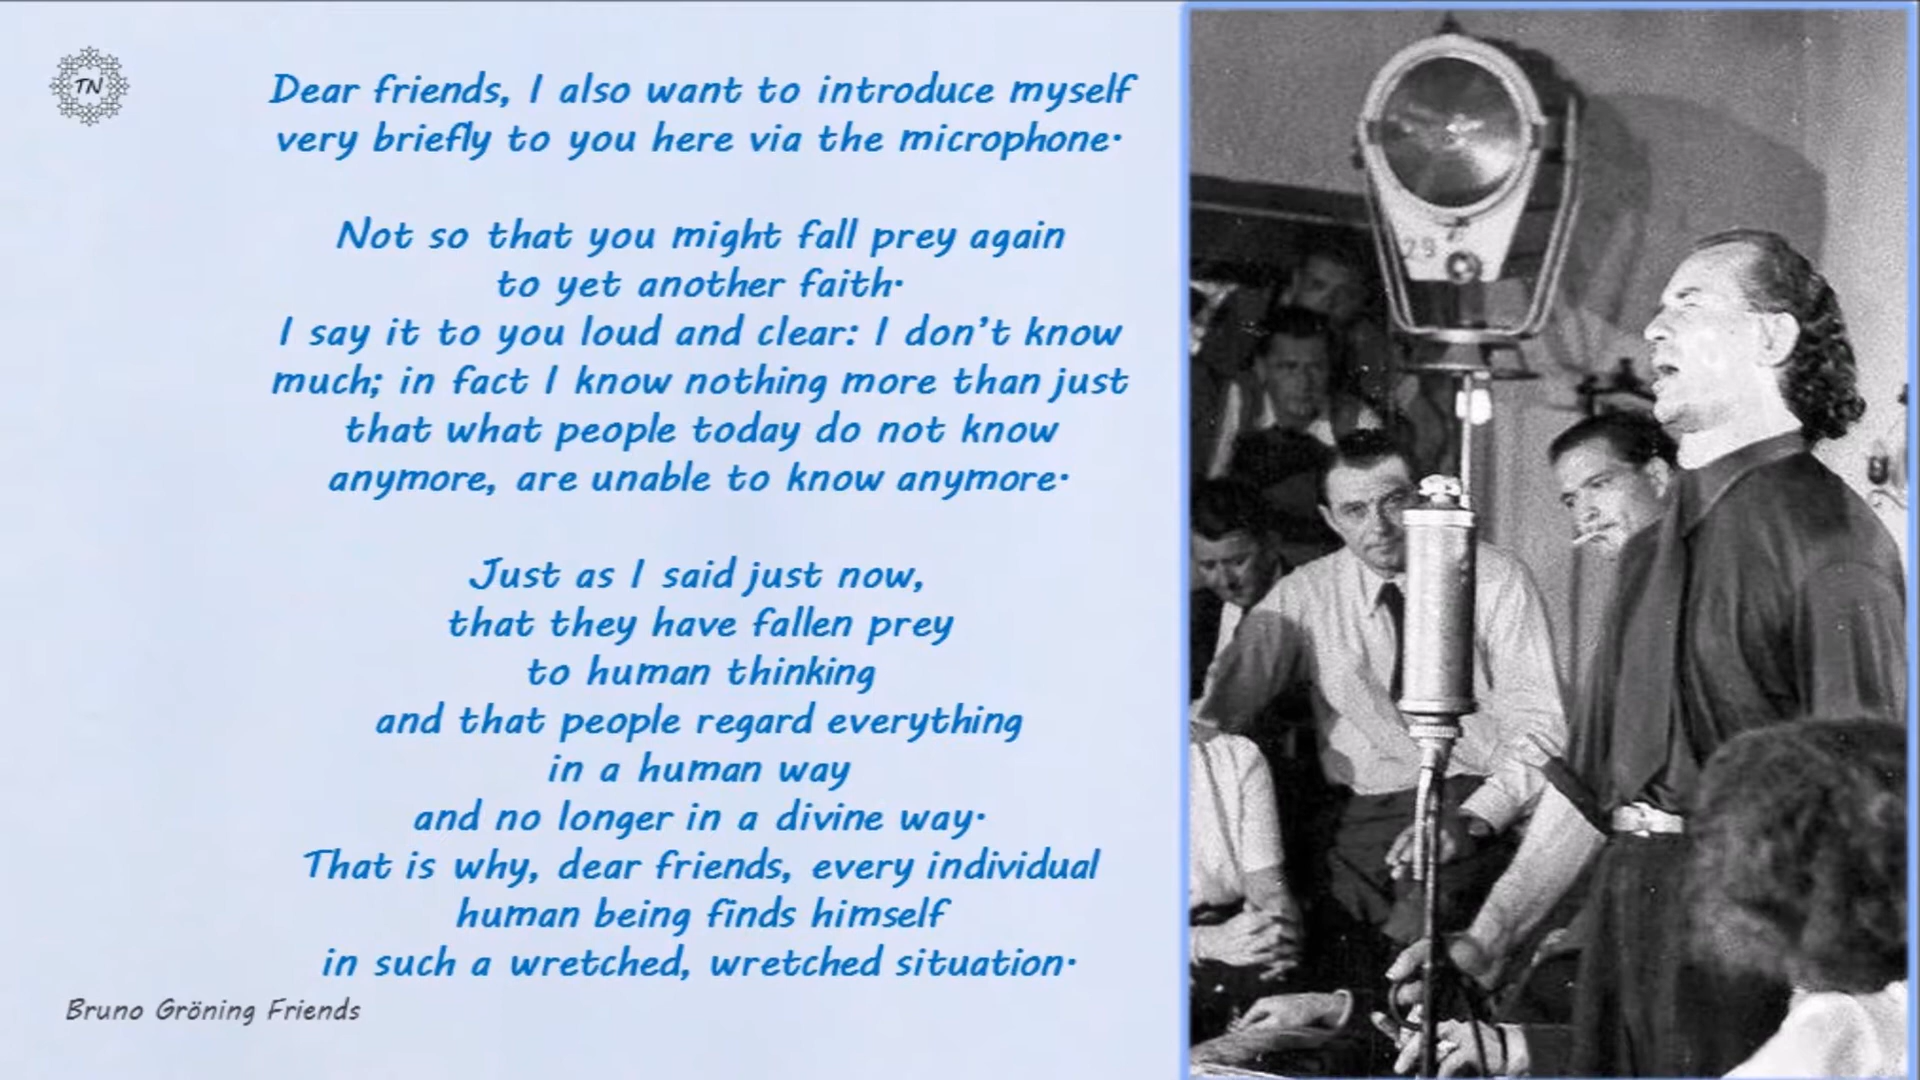 TN
Dear friends, I also want to introduce myself
very briefly to you here via the microphone.
Not so that you might fall prey again
to yet another faith.
I say it to you loud and clear: I don't know
much; in fact I know nothing more than just
that what people today do not know
anymore, are unable to know anymore.
Just as I said just now,
that they have fallen prey
to human thinking
and that people regard everything
in a human way
and no longer in a divine way.
That is why, dear friends, every individual
human being finds himself
in such a wretched, wretched situation.
Bruno Gröning Friends
29